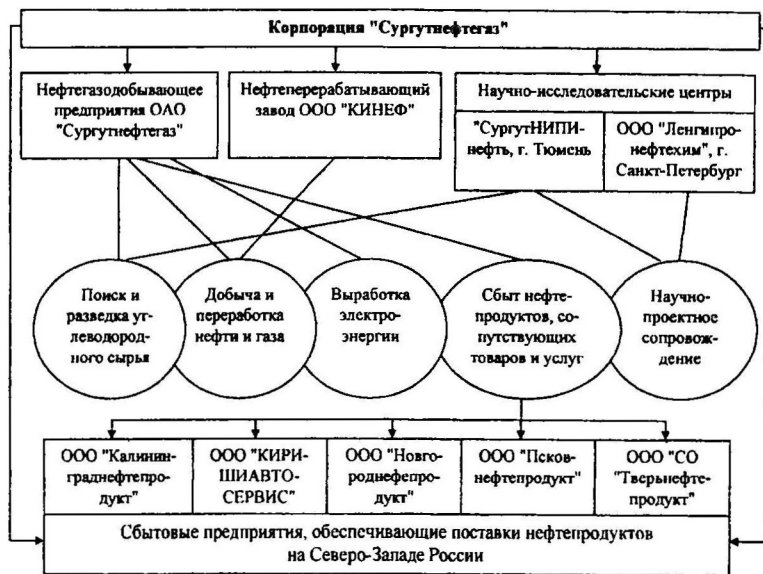 Корпорация "Сургутнефтегаз"
Нефтегазодобывающее
предприятия ОАО
"Сургутнефтегаз"
Нефтеперерабатывающий
завод ООО "КИНЕФ"
Научно-исследовательские центры
"СургутНИПИ-
нефть, г. Тюмень
ООО "Ленгипро-
нефтехим", г.
Санкт-Петербург
Поиск и
разведка уг-
леводород-
ного сырья
Добыча и
переработка
нефти и газа
Выработка
электро-
энергии
Сбыт нефте-
продуктов, со-
путствующих
товаров и услуг
Научно-
проектное
сопровож-
дение
ООО "Калинин-
граднефтепро-
дукт"
ООО "КИРИ-
ШИАВТО-
СЕРВИС"
ООО "Новго-
роднефепро-
дукт"
ООО "Псков-
нефтепродукт"
ООО "СО
"Тверьнефте-
продукт"
Сбытовые предприятия, обеспечивающие поставки нефтепродуктов
на Северо-Западе России